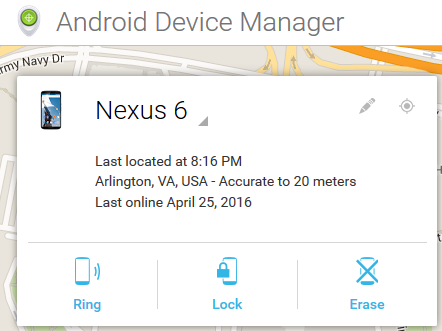 Android Device Manager
Army Navy Dr
Nexus 6
Last located at 8:16 PM
Arlington, VA, USA - Accurate to 20 meters
Last online April 25, 2016
Ring
Lock
Erase